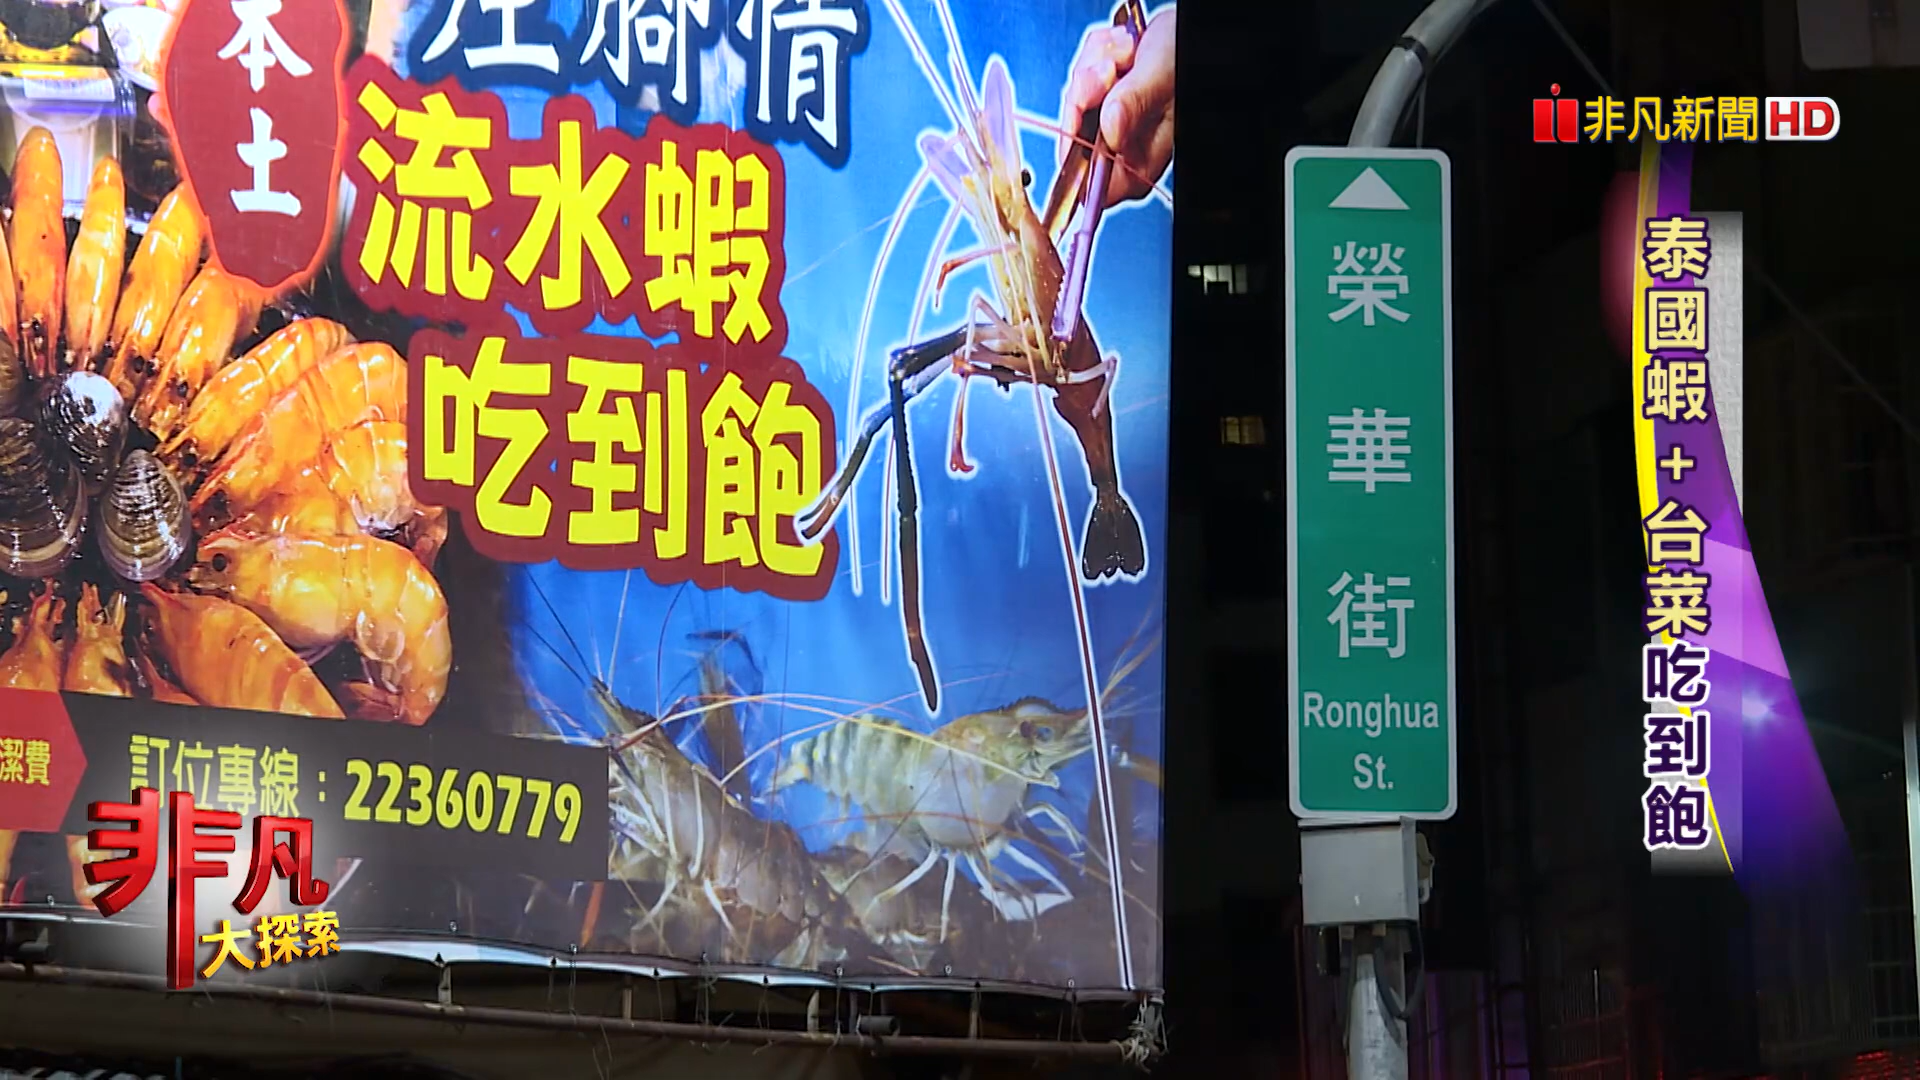 本土
腳情
流水蝦
吃到飽
潔費
訂位專線：22360779
榮華街
Ronghua
St.
非凡新聞HD
泰國蝦+台菜吃到飽
非凡
大探索